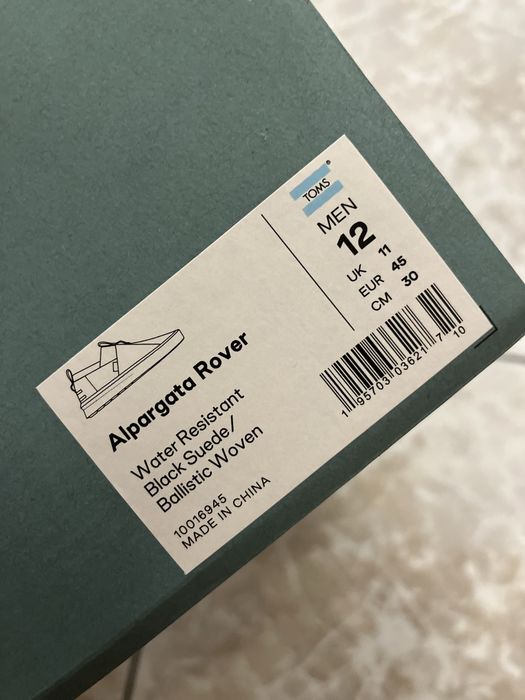 Alpargata Rover
Water Resistant
Black Suede/
Ballistic Woven
10016945
MADE IN CHINA
TOMS®
MEN
12
UK 11
EUR 45
CM 30
1 95703 03621 7 10